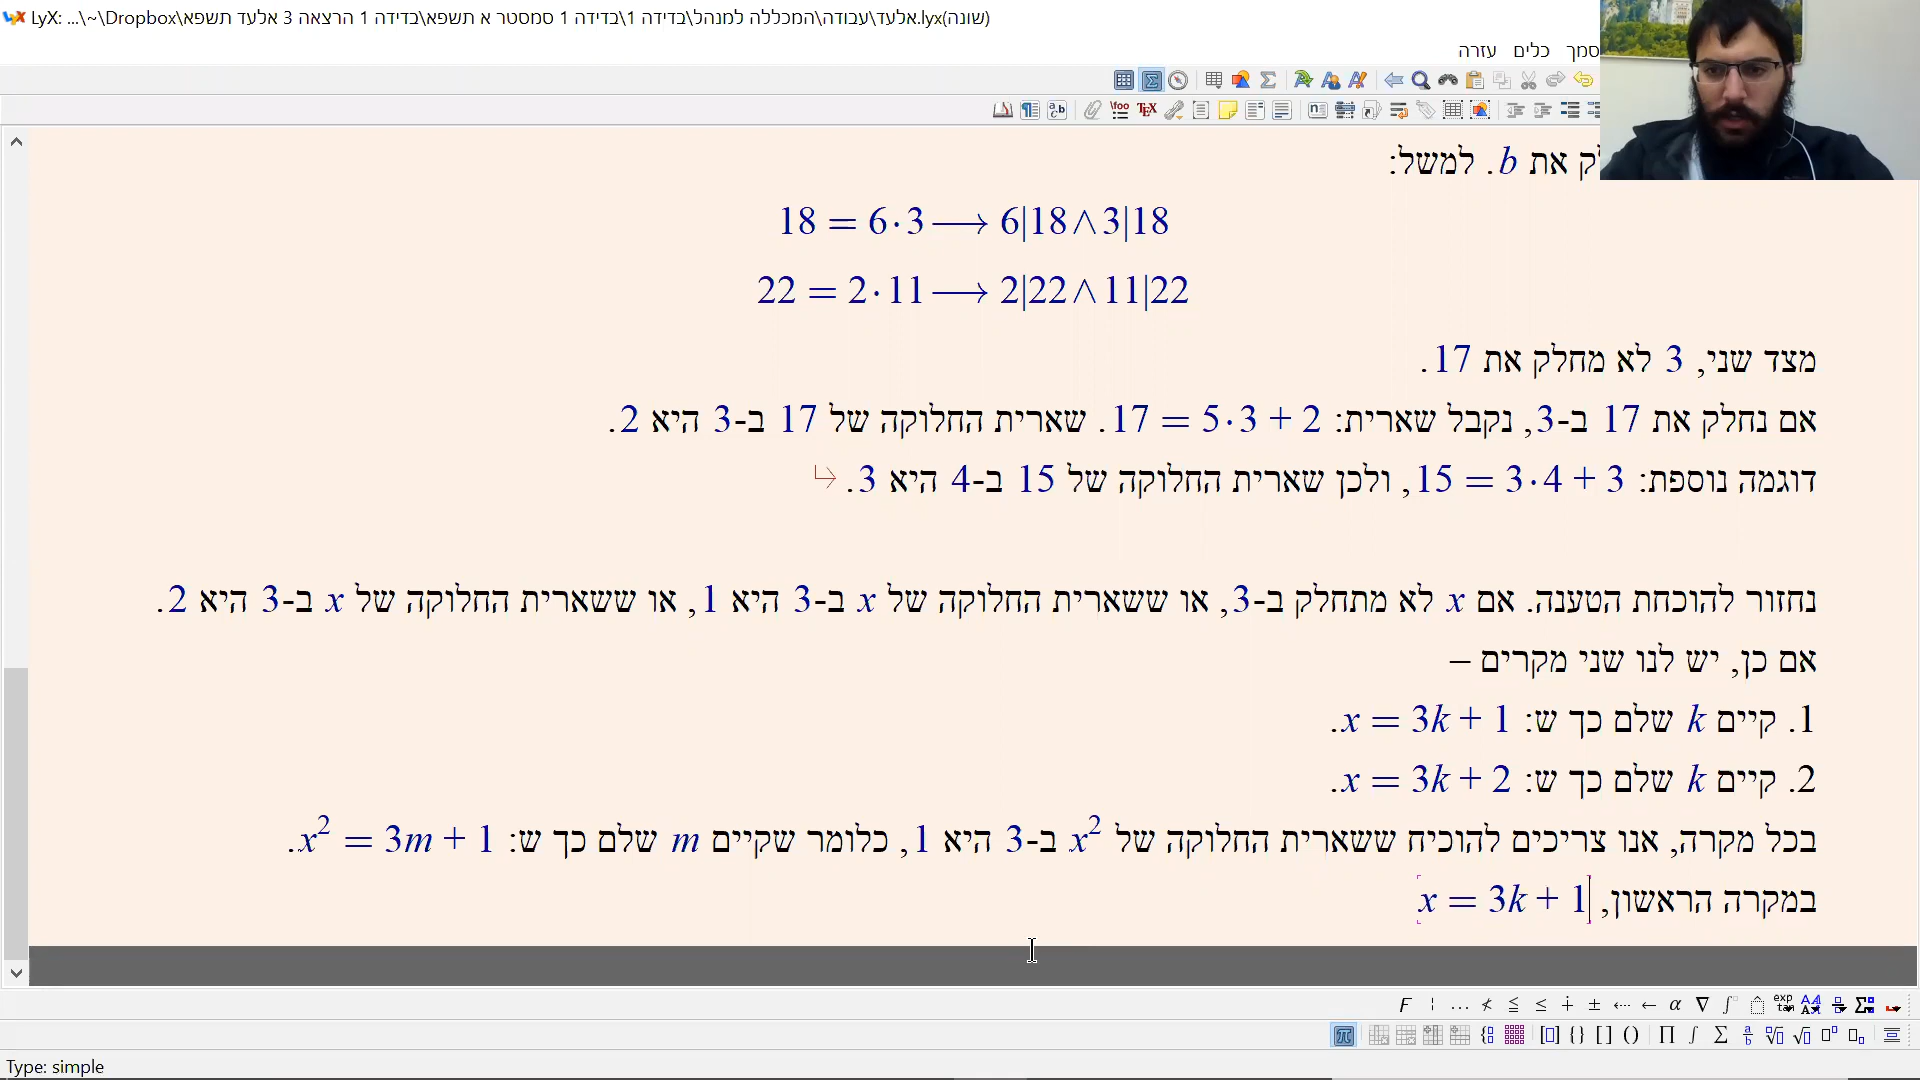 LyX: ...\~\Dropbox\אלעד\עבודה\המכללה למנהל\בדידה 1\בדידה 1 סמסטר א תשפא\בדידה 1 הרצאה 3 אלעד תשפא.lyx(שונה)
סמך כלים עזרה
ק את b. למשל:
18 = 6·3 ⟶ 6|18∧3|18
22 = 2·11 ⟶ 2|22∧11|22
מצד שני, 3 לא מחלק את 17.
אם נחלק את 17 ב-3, נקבל שארית: 17 = 5·3 + 2. שארית החלוקה של 17 ב-3 היא 2.
דוגמה נוספת: 15 = 3·4 + 3, ולכן שארית החלוקה של 15 ב-4 היא 3.
נחזור להוכחת הטענה. אם x לא מתחלק ב-3, או ששארית החלוקה של x ב-3 היא 1, או ששארית החלוקה של x ב-3 היא 2.
אם כן, יש לנו שני מקרים –
1. קיים k שלם כך ש: x = 3k + 1.
2. קיים k שלם כך ש: x = 3k + 2.
בכל מקרה, אנו צריכים להוכיח ששארית החלוקה של x² ב-3 היא 1, כלומר שקיים m שלם כך ש: x² = 3m + 1.
במקרה הראשון, x = 3k + 1
Type: simple